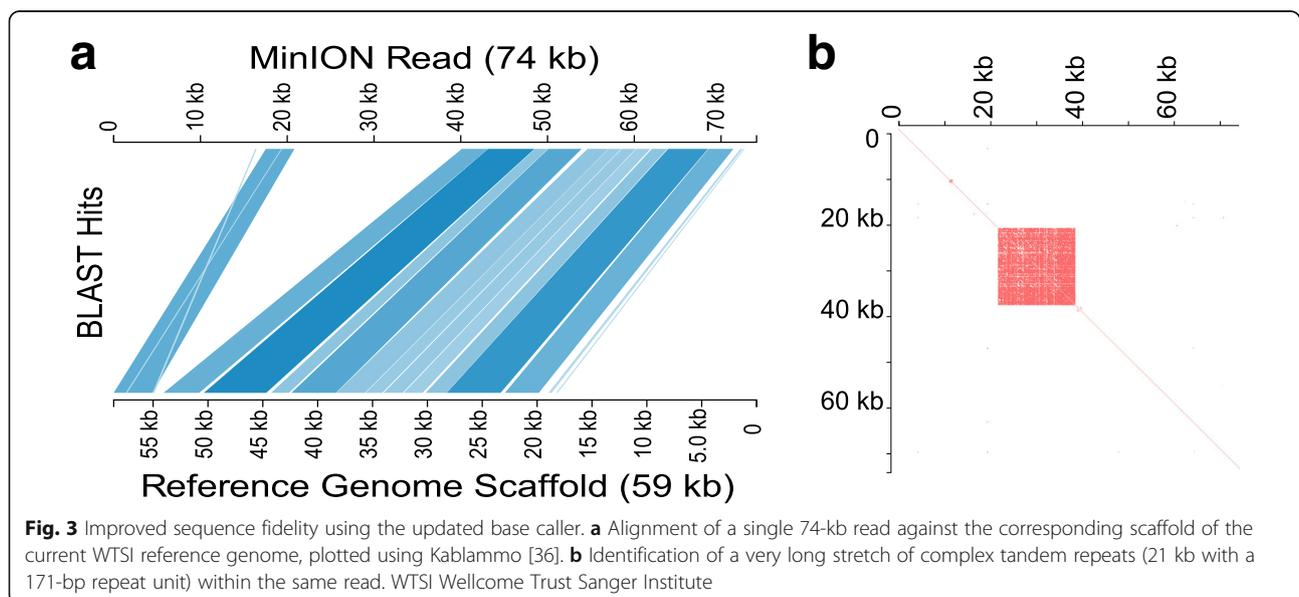 a
MinION Read (74 kb)
0 10 kb 20 kb 30 kb 40 kb 50 kb 60 kb 70 kb
BLAST Hits
55 kb 50 kb 45 kb 40 kb 35 kb 30 kb 25 kb 20 kb 15 kb 10 kb 5.0 kb 0
Reference Genome Scaffold (59 kb)
b
0 20 kb 40 kb 60 kb
0
20 kb
40 kb
60 kb
Fig. 3 Improved sequence fidelity using the updated base caller. a Alignment of a single 74-kb read against the corresponding scaffold of the
current WTSI reference genome, plotted using Kablammo [36]. b Identification of a very long stretch of complex tandem repeats (21 kb with a
171-bp repeat unit) within the same read. WTSI Wellcome Trust Sanger Institute